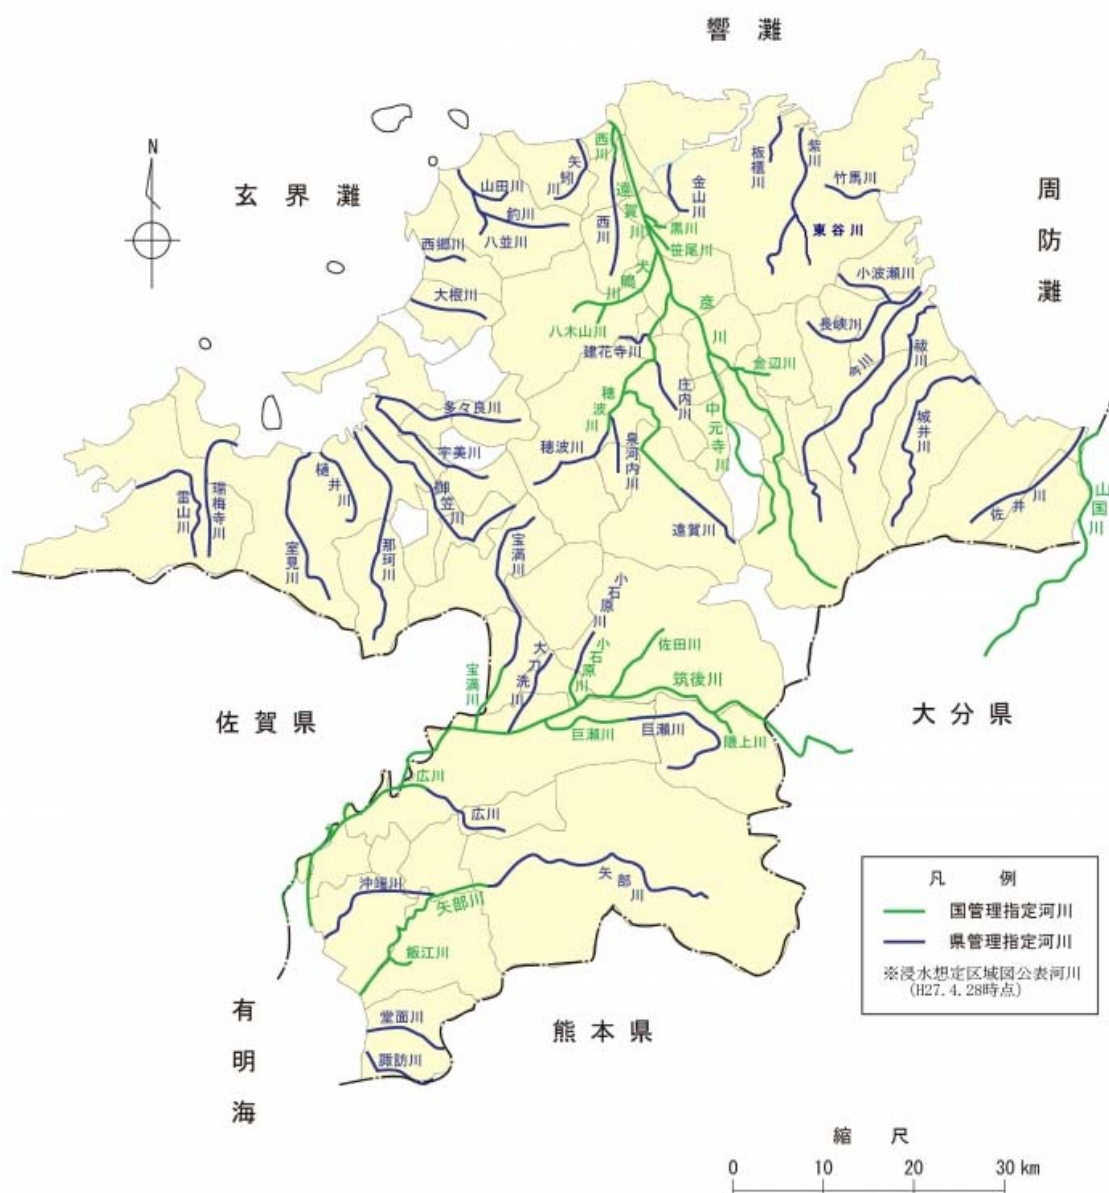 響灘
N
玄界灘
周防灘
西川
遠賀川
西川
矢矧川
山田川
釣川
八並川
西郷川
大根川
金山川
黒川
笹尾川
犬鳴川
八木山川
板櫃川
紫川
竹馬川
東谷川
小波瀬川
長峡川
今川
祓川
城井川
佐井川
山国川
彦川
金辺川
中元寺川
建花寺川
庄内川
穂波川
穂波川
泉河内川
遠賀川
多々良川
宇美川
御笠川
那珂川
樋井川
室見川
瑞梅寺川
雷山川
宝満川
宝満川
大刀洗川
小石原川
小石原川
佐田川
筑後川
巨瀬川
巨瀬川
隈上川
佐賀県
大分県
広川
広川
沖端川
矢部川
矢部川
飯江川
堂面川
諏訪川
有明海
熊本県
凡例
国管理指定河川
県管理指定河川
※浸水想定区域図公表河川
(H27.4.28時点)
縮尺
0 10 20 30 km